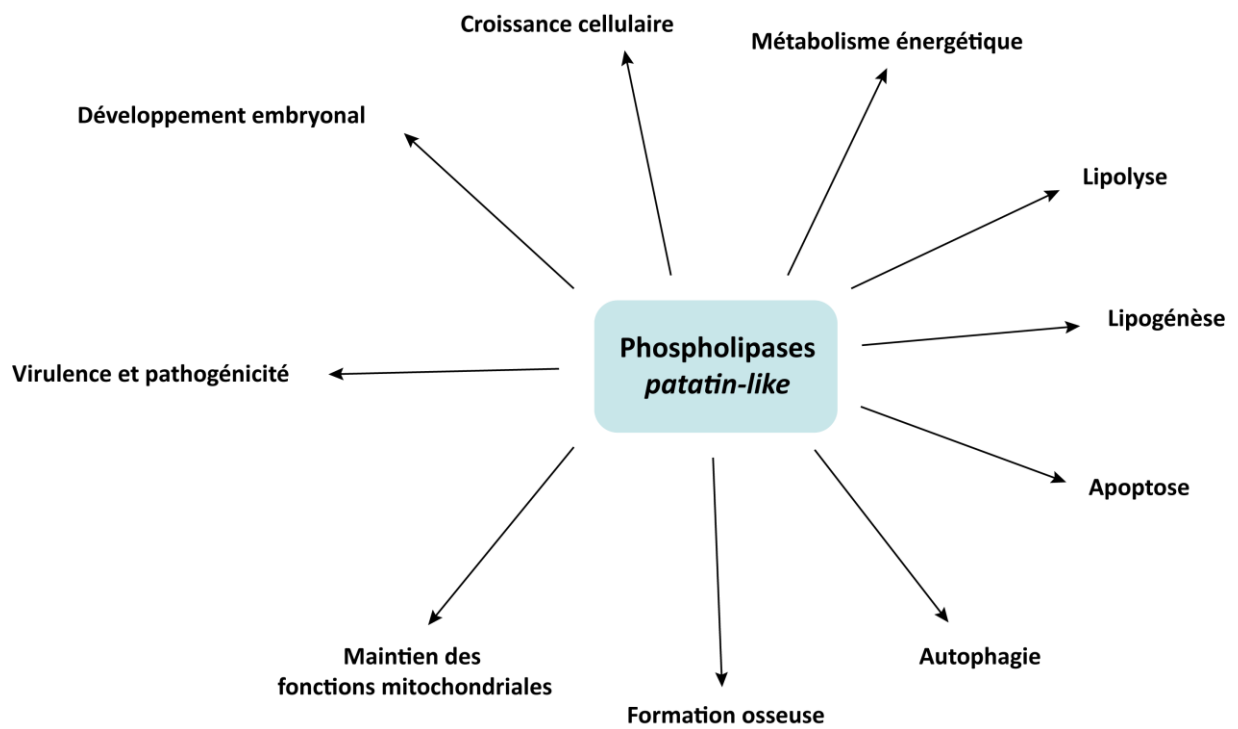 Croissance cellulaire
Métabolisme énergétique
Développement embryonal
Lipolyse
Lipogénèse
Phospholipases
patatin-like
Virulence et pathogénicité
Apoptose
Maintien des
fonctions mitochondriales
Autophagie
Formation osseuse